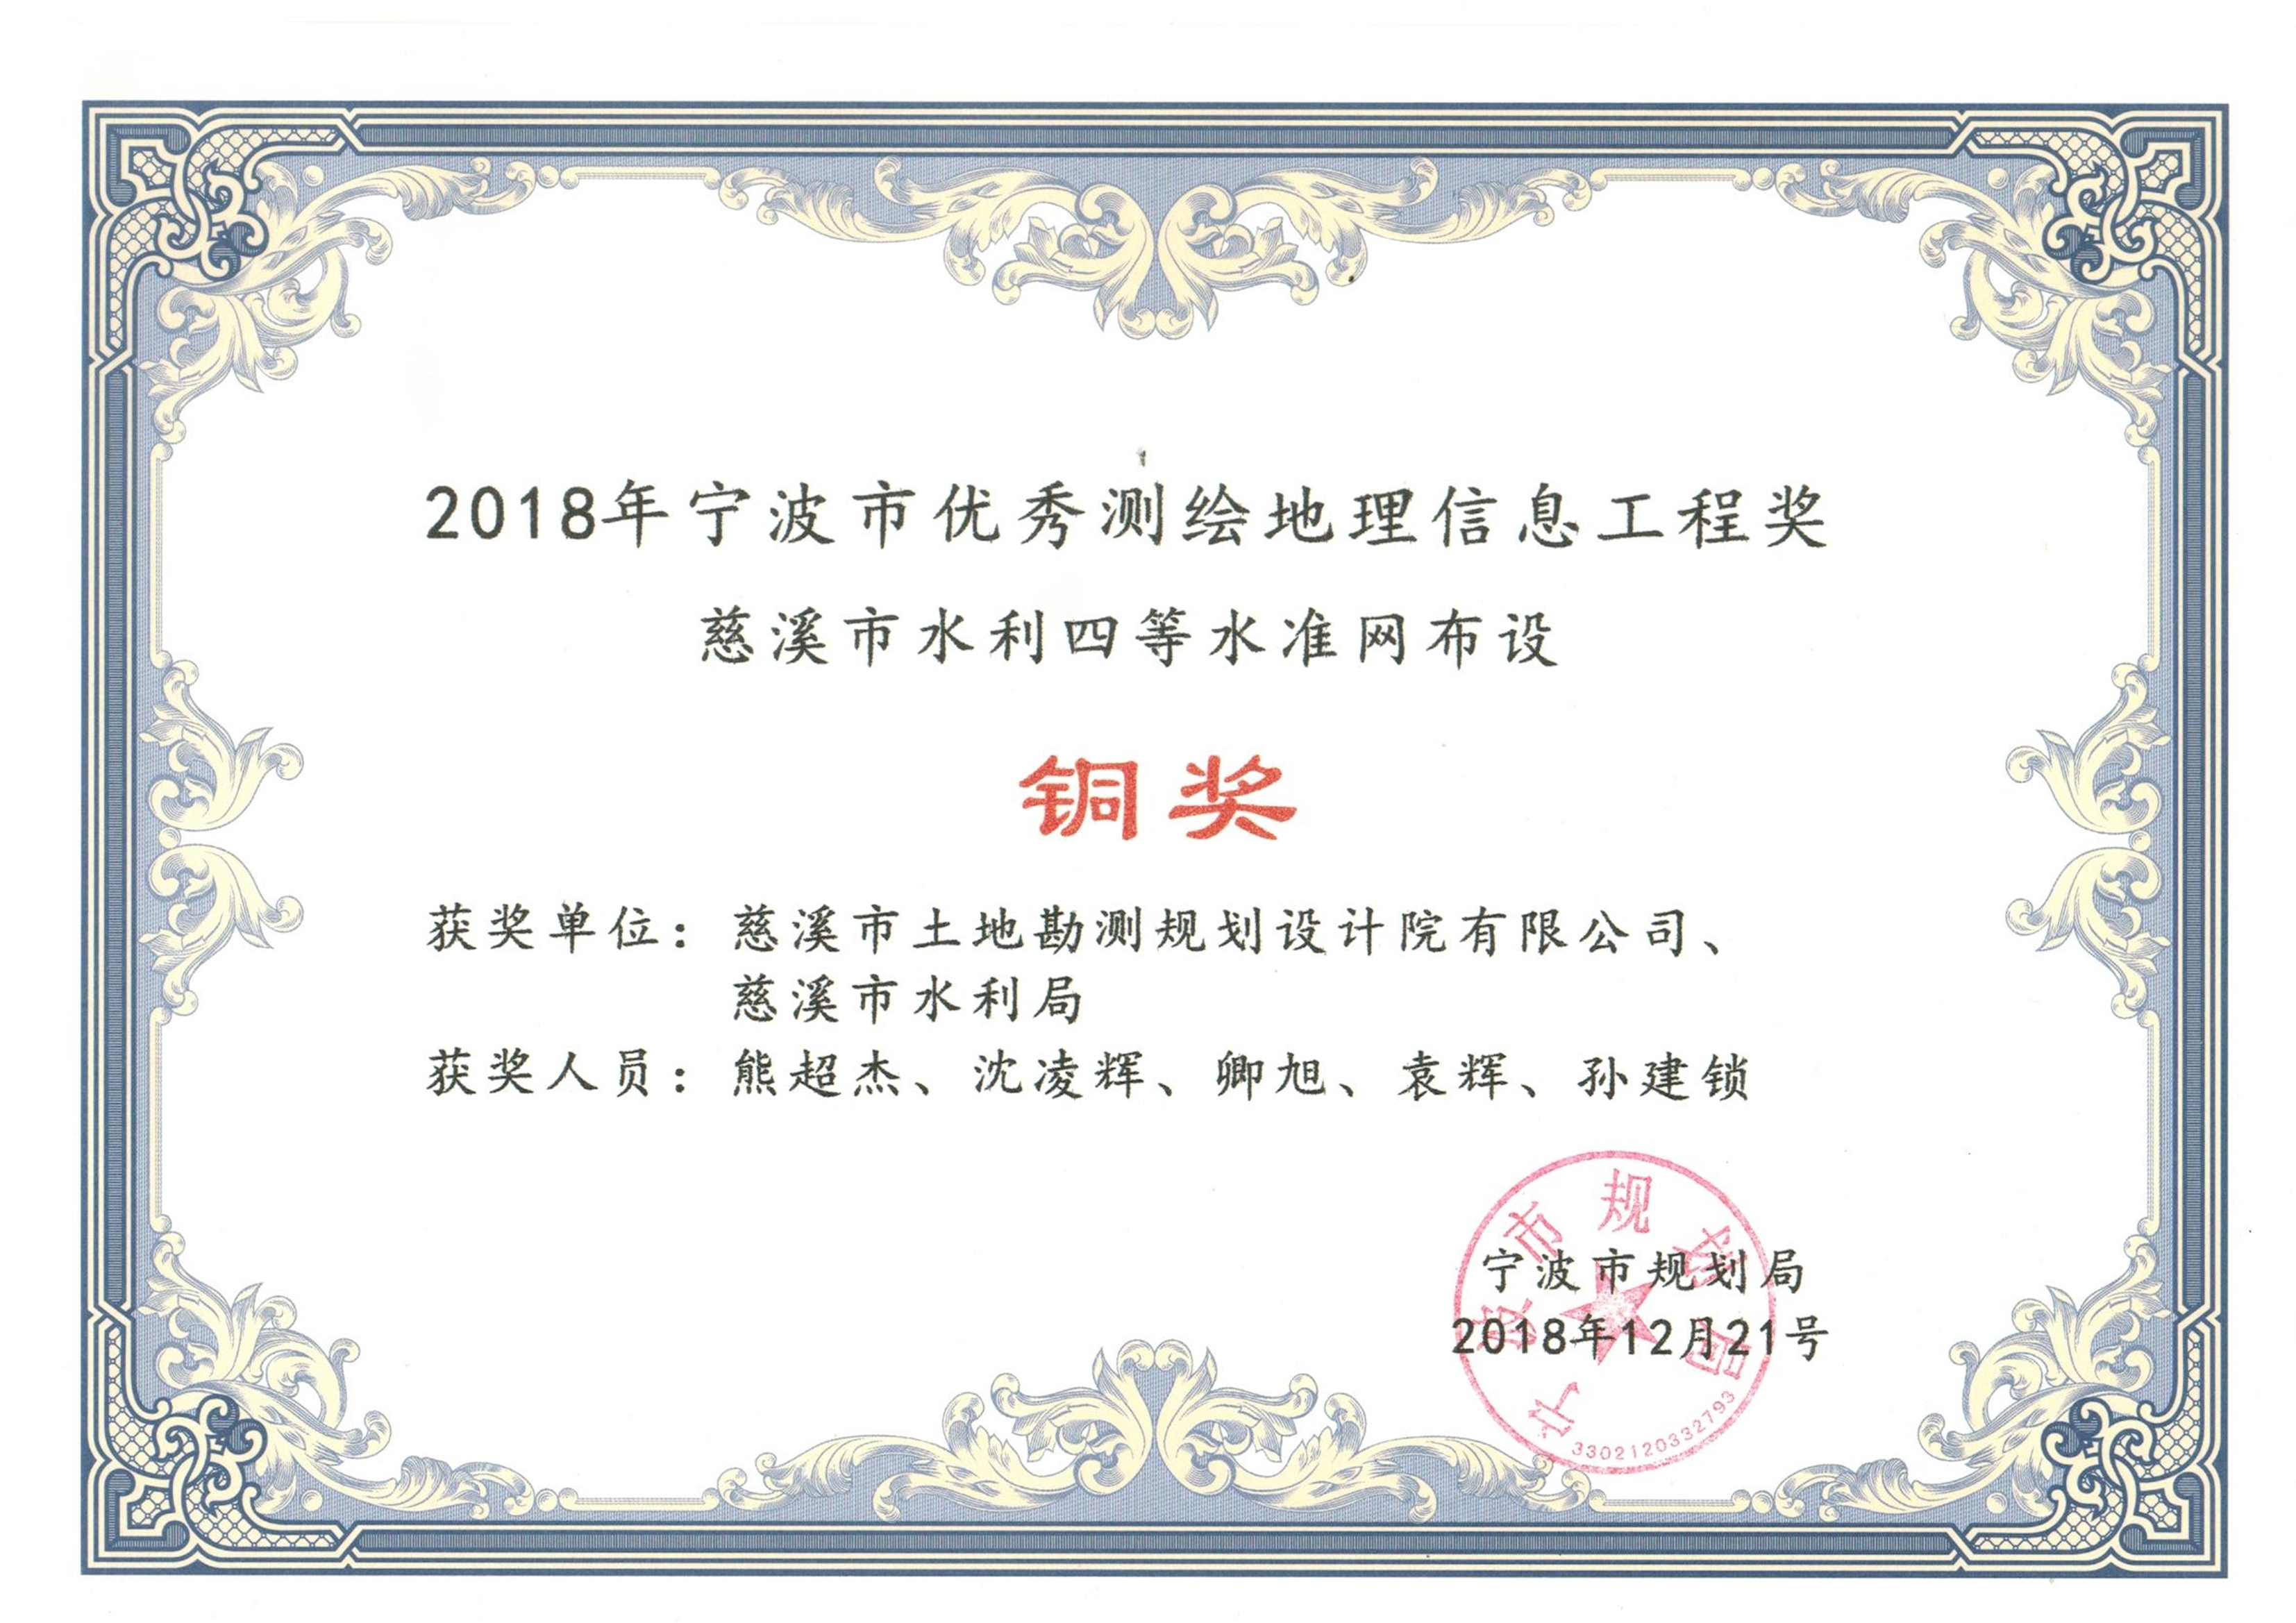 2018年宁波市优秀测绘地理信息工程奖
慈溪市水利四等水准网布设
铜奖
获奖单位：慈溪市土地勘测规划设计院有限公司、
慈溪市水利局
获奖人员：熊超杰、沈凌辉、卿旭、袁辉、孙建锁
宁波市规划局
宁波市规划局
2018年12月21号
3302120332793